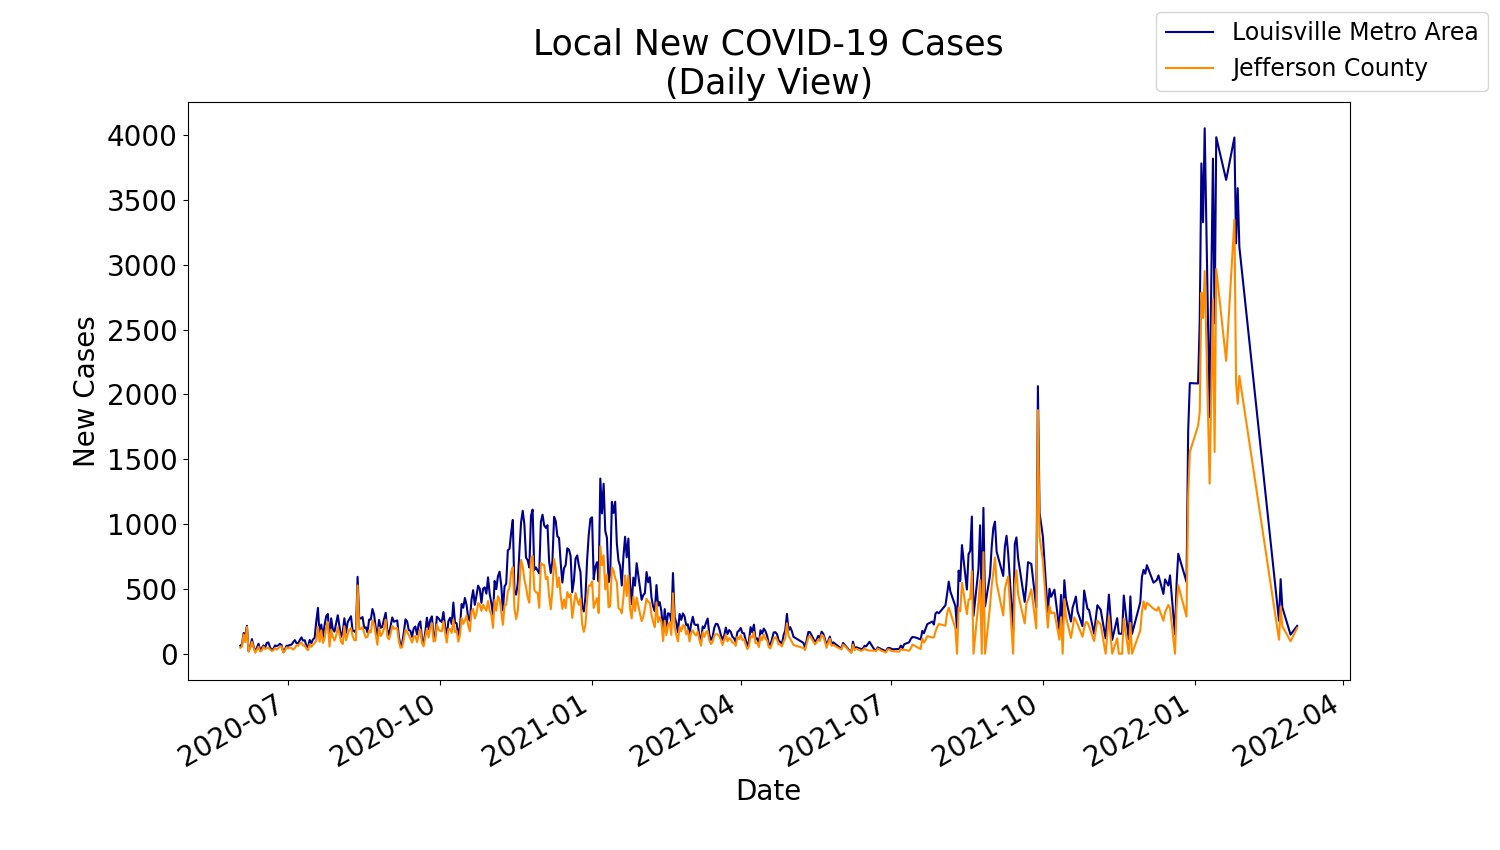 Local New COVID-19 Cases
(Daily View)
Louisville Metro Area
Jefferson County
New Cases
4000
3500
3000
2500
2000
1500
1000
500
0
2020-07
2020-10
2021-01
2021-04
2021-07
2021-10
2022-01
2022-04
Date